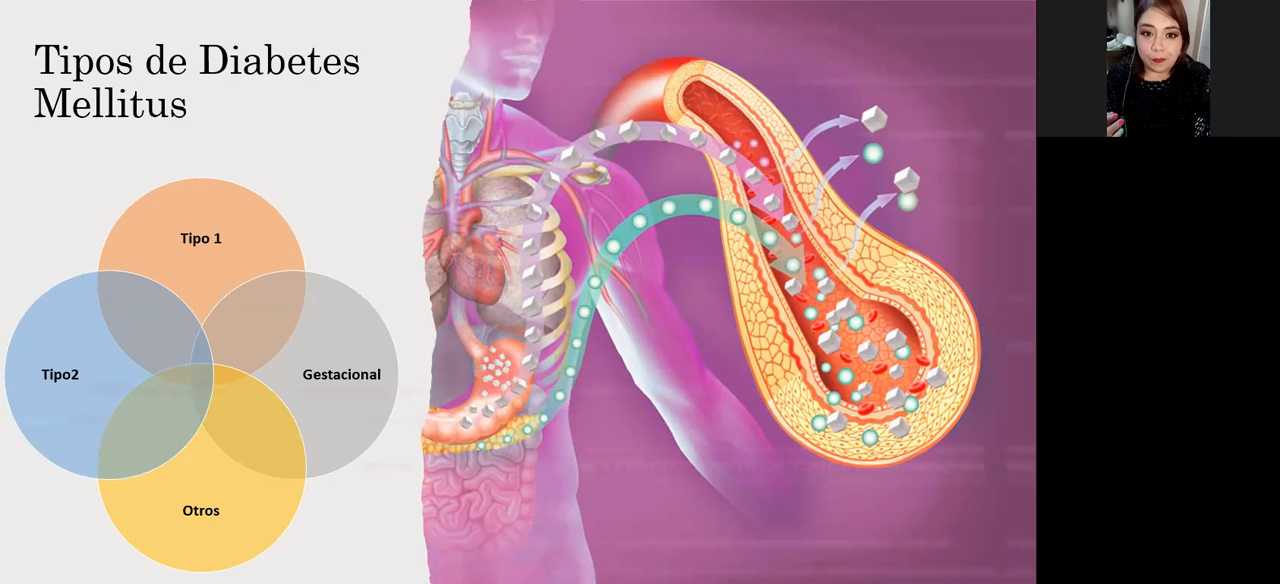 Tipos de Diabetes
Mellitus
Tipo 1
Tipo2
Gestacional
Otros